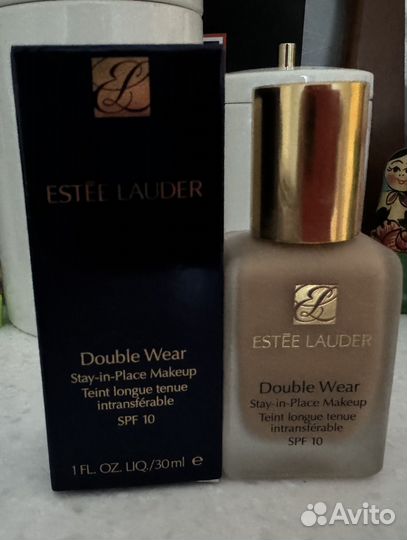 ESTĒE LAUDER
Double Wear
Stay-in-Place Makeup
Teint longue tenue
intransférable
SPF 10
1 FL. OZ. LIQ./30 ml e
ESTĒE LAUDER
Double Wear
Stay-in-Place Makeup
Teint longue tenue
intransférable
SPF 10
Avito